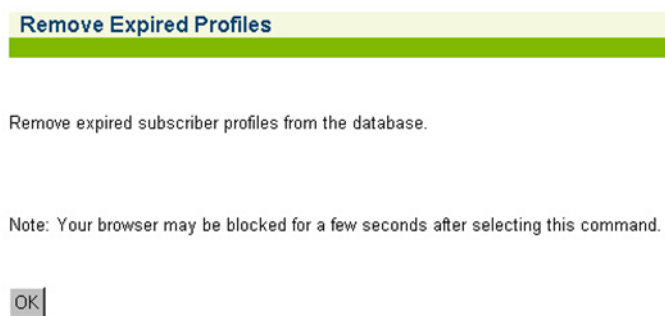 Remove Expired Profiles
Remove expired subscriber profiles from the database.
Note: Your browser may be blocked for a few seconds after selecting this command.
OK